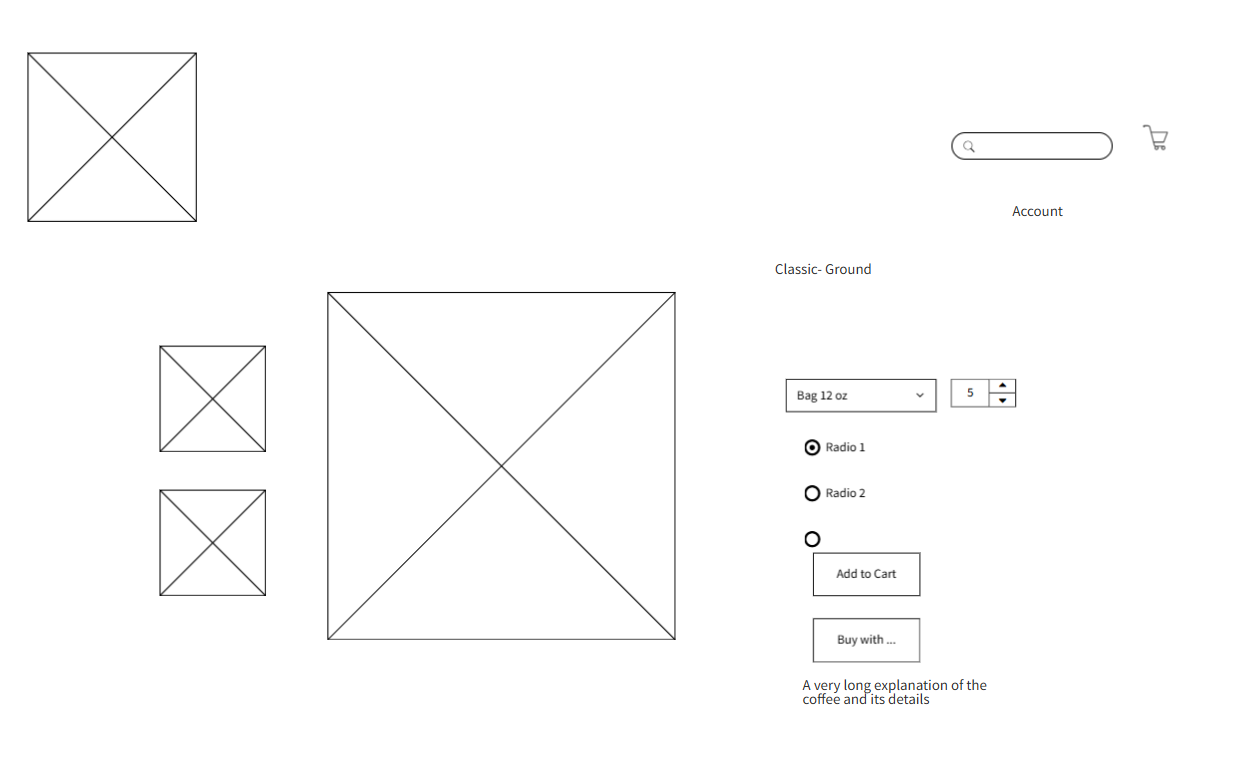 Account
Classic- Ground
Bag 12 oz
5
Radio 1
Radio 2
Add to Cart
Buy with ...
A very long explanation of the
coffee and its details